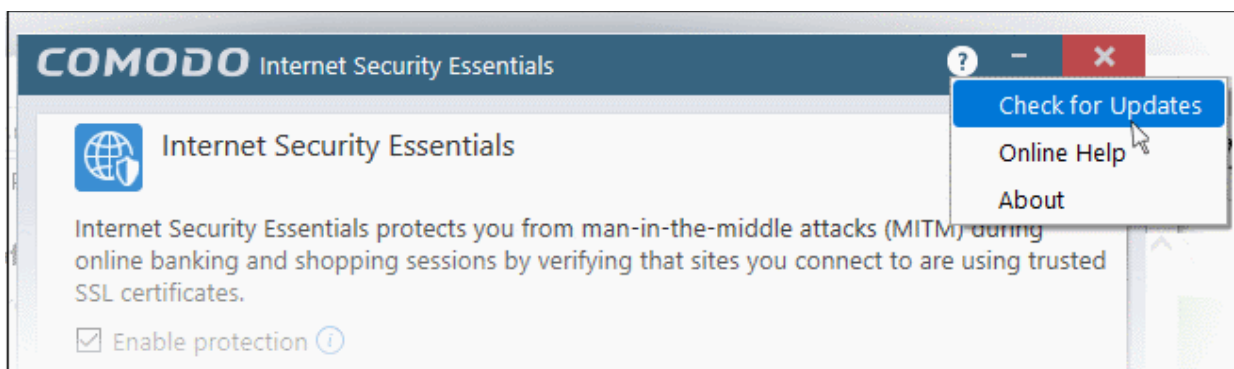 COMODO Internet Security Essentials ?
Check for Updates
Online Help
About
Internet Security Essentials
Internet Security Essentials protects you from man-in-the-middle attacks (MITM) during
online banking and shopping sessions by verifying that sites you connect to are using trusted
SSL certificates.
Enable protection